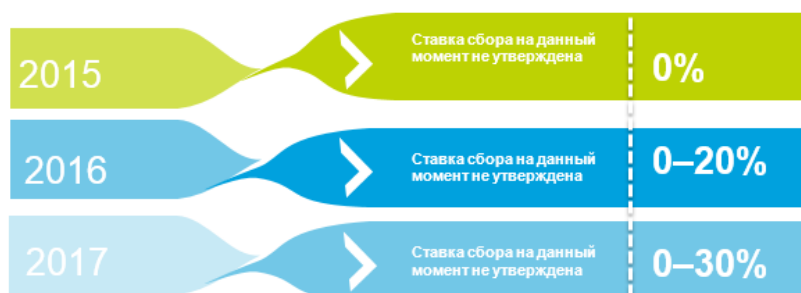 2015
Ставка сбора на данный
момент не утверждена
0%
2016
Ставка сбора на данный
момент не утверждена
0–20%
2017
Ставка сбора на данный
момент не утверждена
0–30%